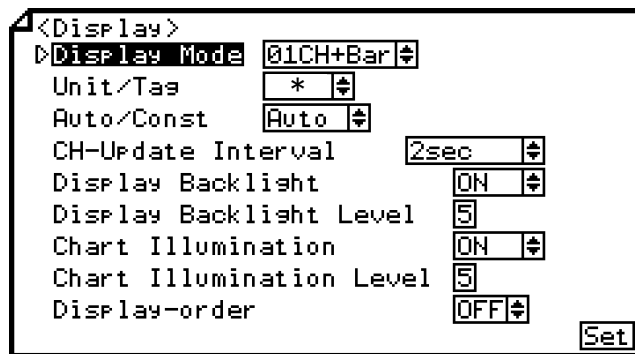 <Display>
Display Mode 01CH+Bar
Unit/Tag *
Auto/Const Auto
CH-Update Interval 2sec
Display Backlight ON
Display Backlight Level 5
Chart Illumination ON
Chart Illumination Level 5
Display-order OFF
Set